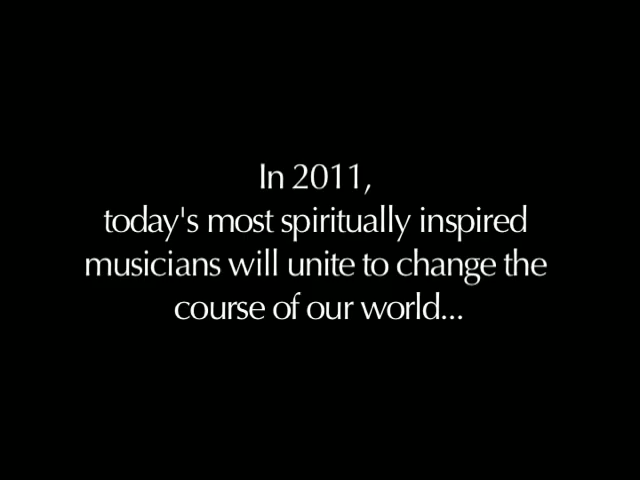 In 2011,
today's most spiritually inspired
musicians will unite to change the
course of our world...